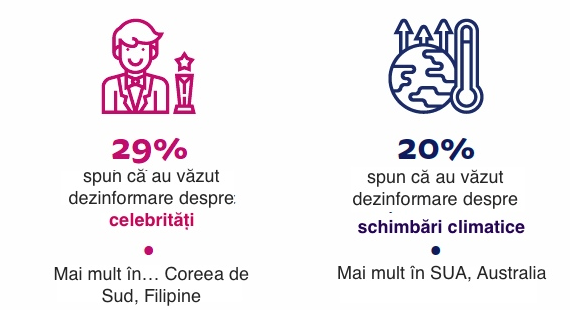 29%
spun că au văzut
dezinformare despre
celebrități
•
Mai mult în… Coreea de
Sud, Filipine
20%
spun că au văzut
dezinformare despre
schimbări climatice
•
Mai mult în SUA, Australia